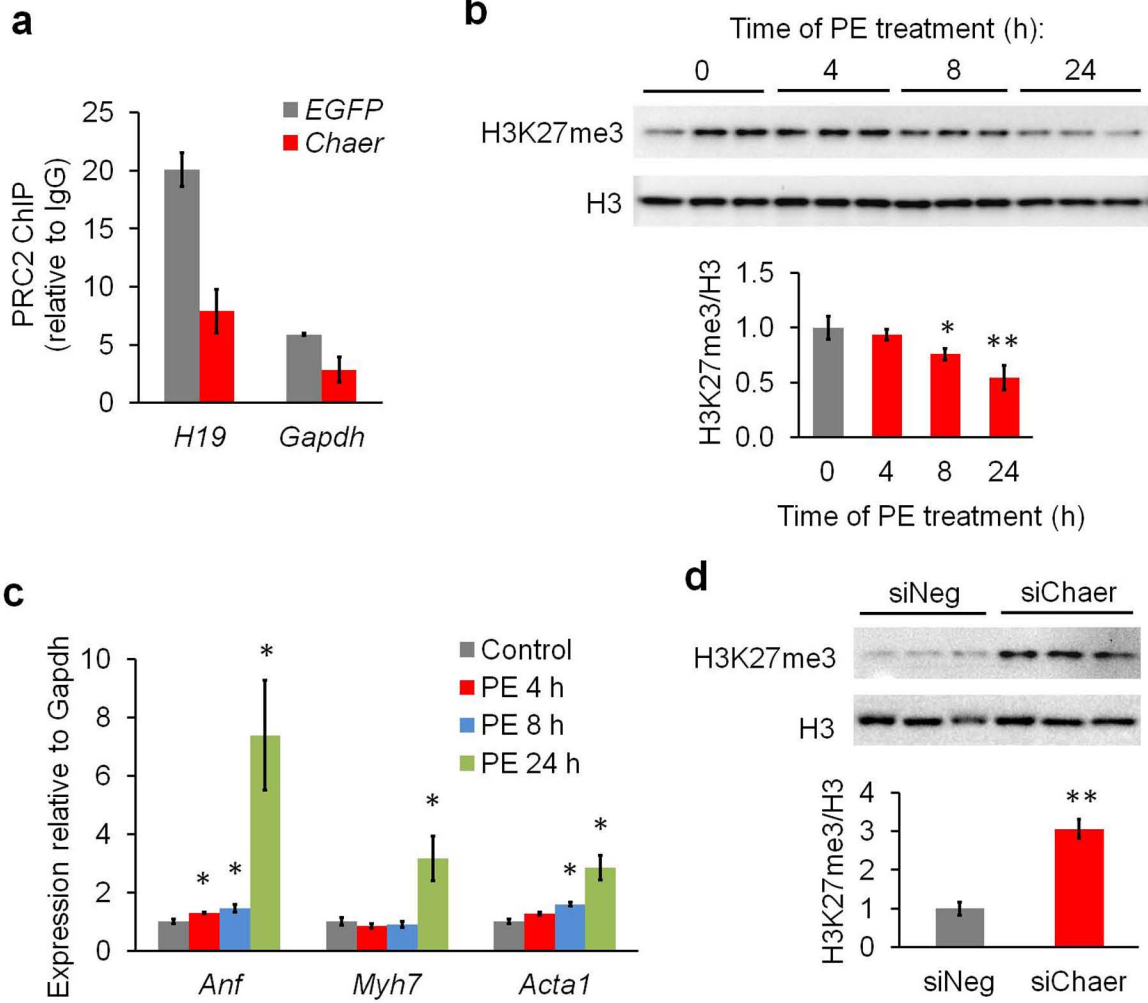 a
25
20
15
10
5
0
PRC2 ChIP
(relative to IgG)
EGFP
Chaer
H19 Gapdh
b
Time of PE treatment (h):
0 4 8 24
H3K27me3
H3
H3K27me3/H3
1.5
1.0
0.5
0.0
*
**
0 4 8 24
Time of PE treatment (h)
c
Expression relative to Gapdh
10
8
6
4
2
0
Control
PE 4 h
PE 8 h
PE 24 h
* * *
*
* *
Anf Myh7 Acta1
d
siNeg siChaer
H3K27me3
H3
H3K27me3/H3
4
3
2
1
0
**
siNeg siChaer